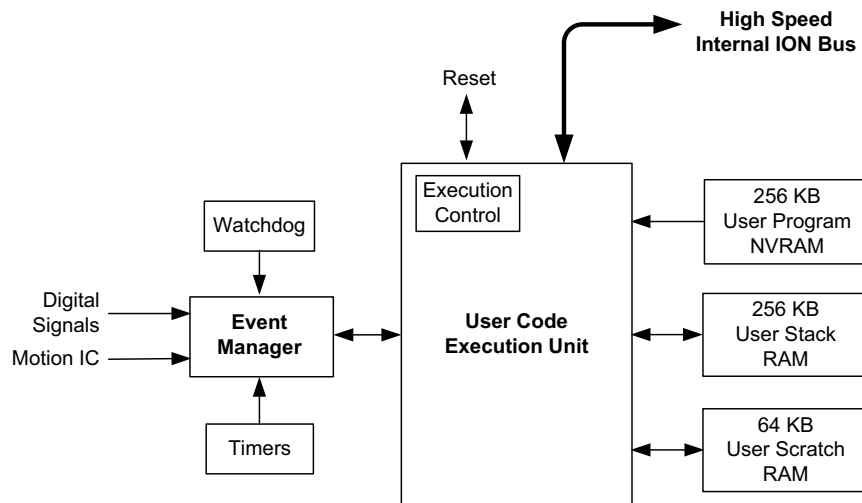 High Speed
Internal ION Bus
Reset
Execution
Control
256 KB
User Program
NVRAM
Watchdog
Digital
Signals
Motion IC
Event
Manager
User Code
Execution Unit
256 KB
User Stack
RAM
Timers
64 KB
User Scratch
RAM